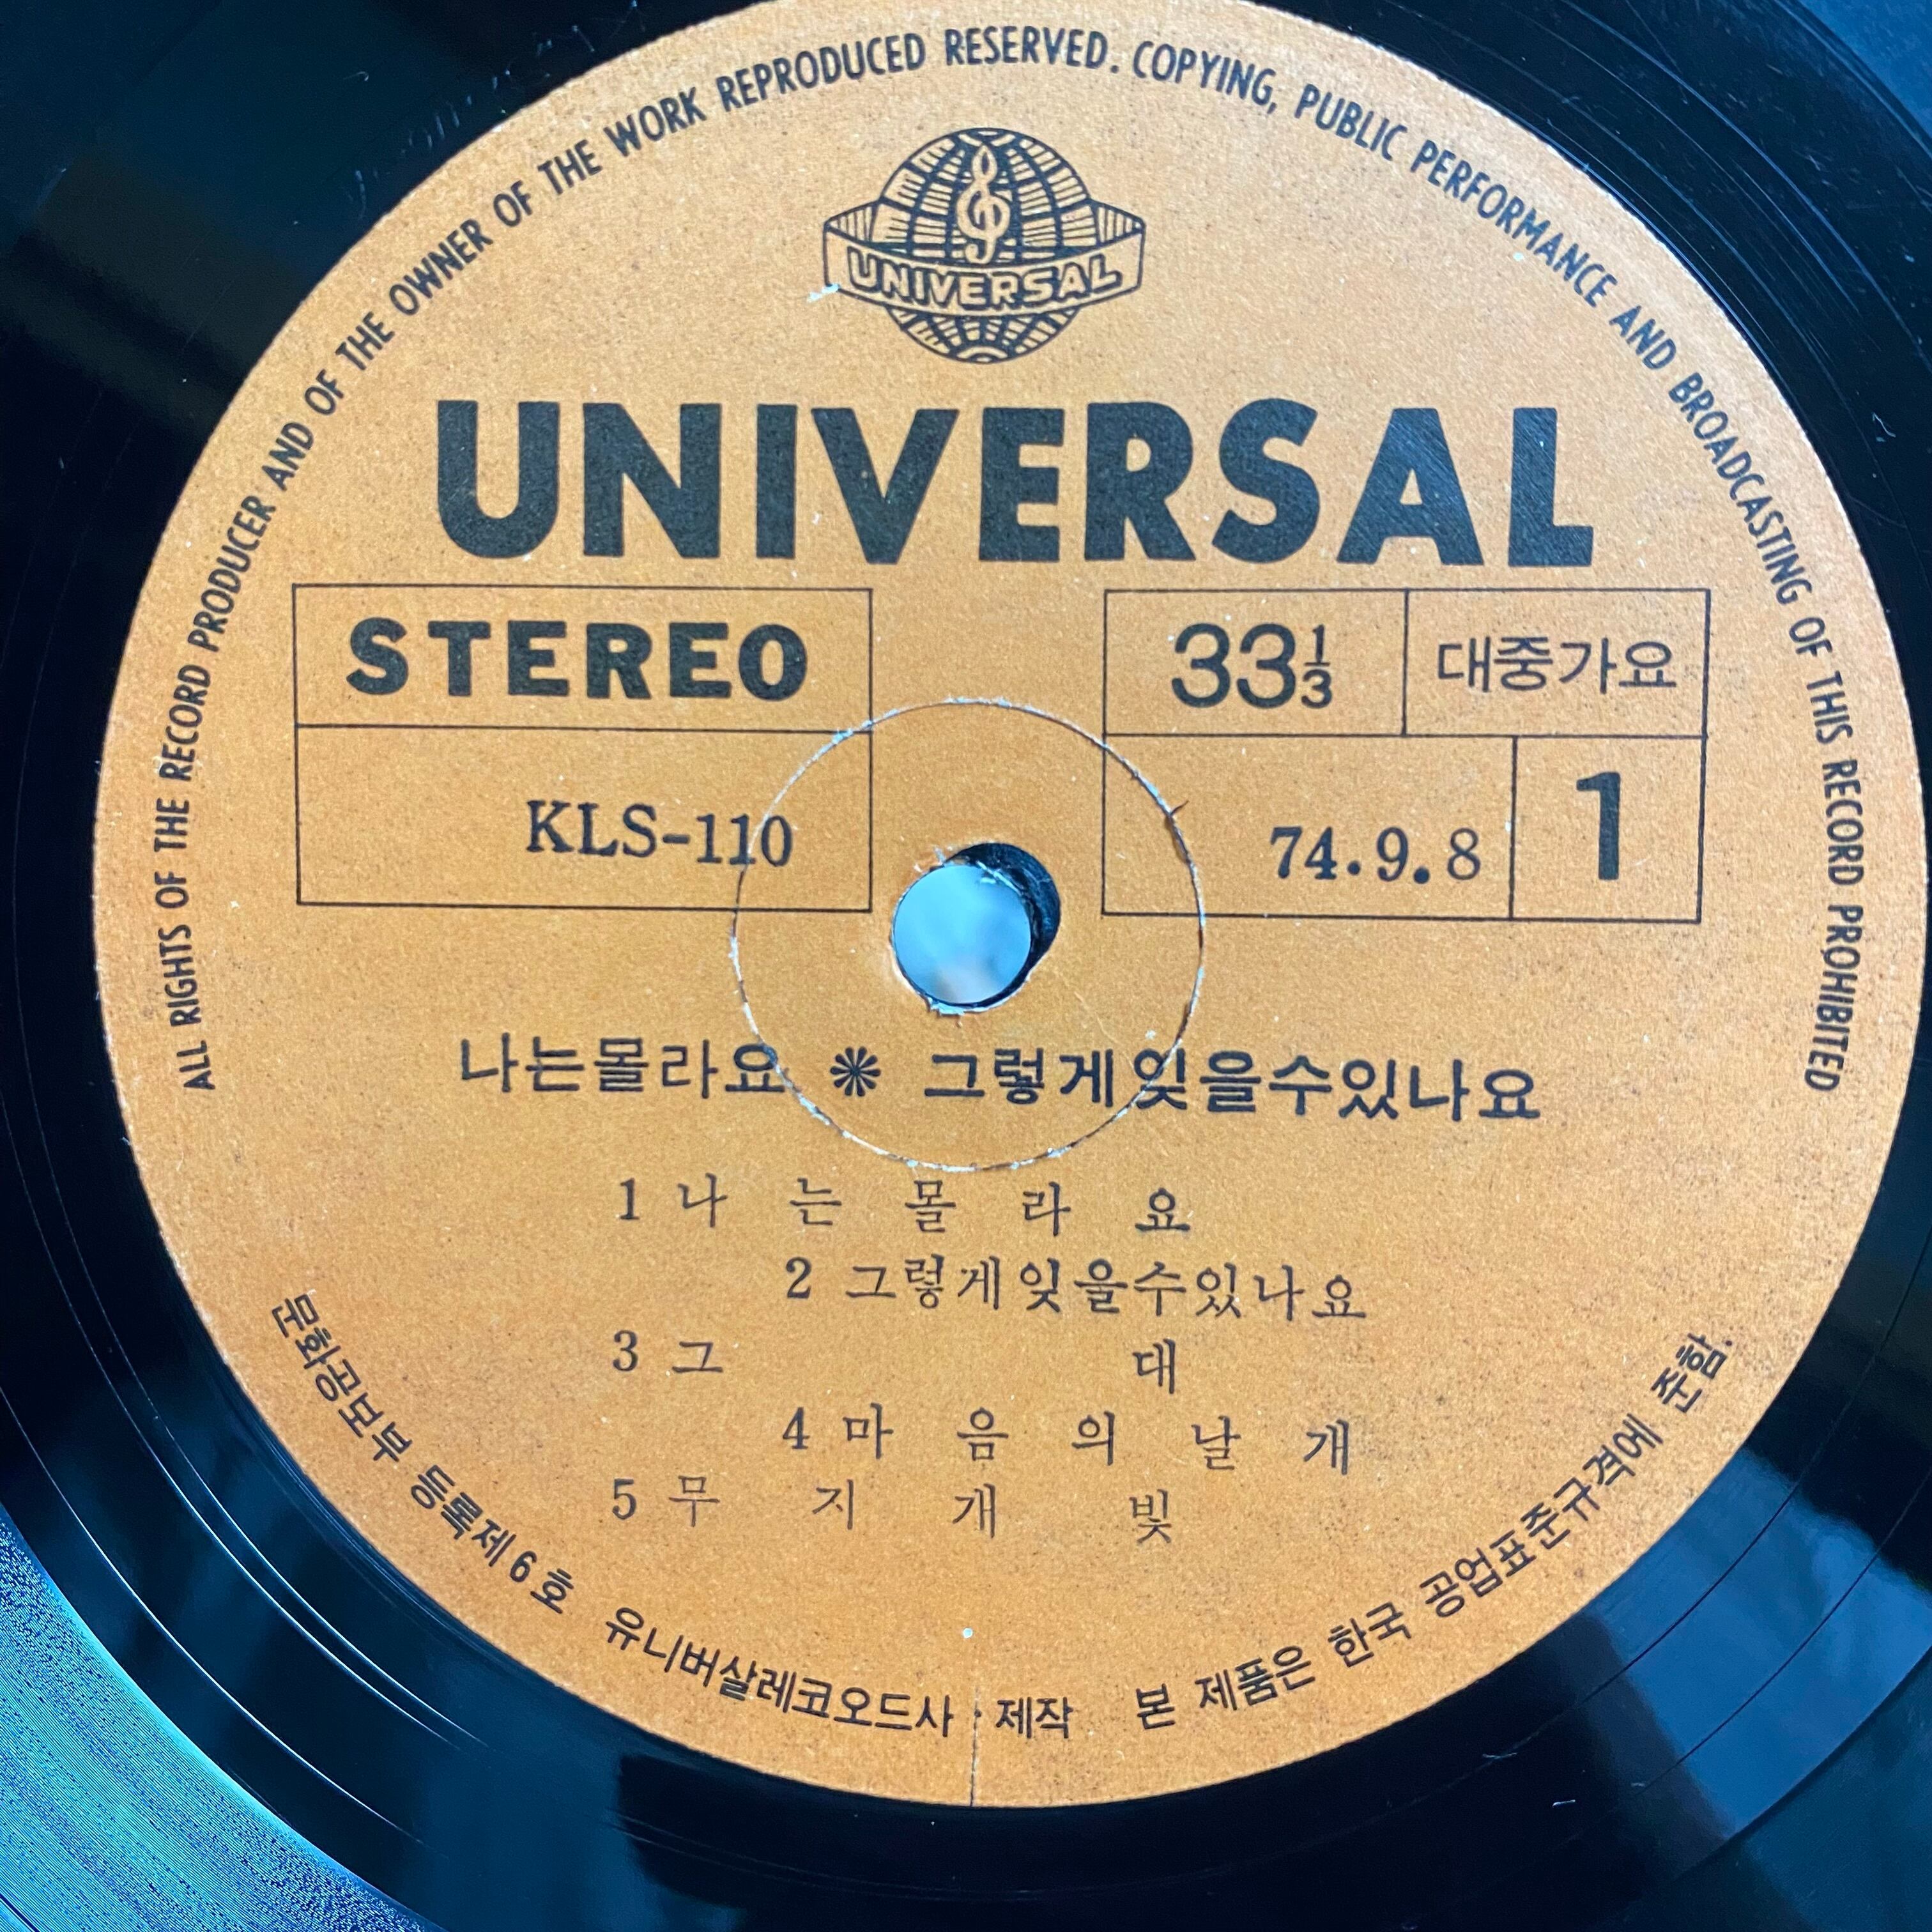 ALL RIGHTS OF THE RECORD PRODUCER AND OF THE OWNER OF THE WORK REPRODUCED RESERVED. COPYING, PUBLIC PERFORMANCE AND BROADCASTING OF THIS RECORD PROHIBITED
UNIVERSAL
UNIVERSAL
STEREO
33⅓ 대중가요
KLS-110
74.9.8 1
나는몰라요 ❋ 그렇게잊을수있나요
1 나는몰라요
2 그렇게잊을수있나요
3 그대
4 마음의날개
5 무지개빛
문화공보부 등록제6호 유니버살레코오드사·제작 본 제품은 한국 공업표준규격에 준함.